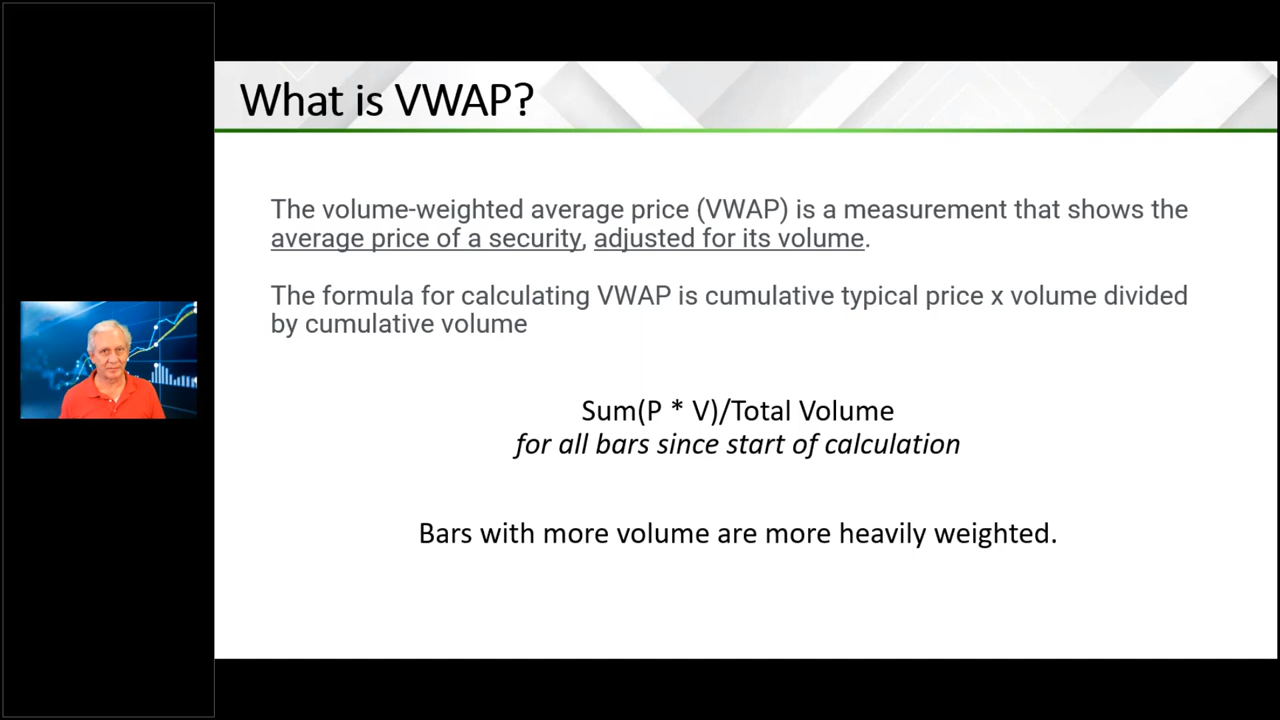 What is VWAP?
The volume-weighted average price (VWAP) is a measurement that shows the
average price of a security, adjusted for its volume.
The formula for calculating VWAP is cumulative typical price x volume divided
by cumulative volume
Sum(P * V)/Total Volume
for all bars since start of calculation
Bars with more volume are more heavily weighted.